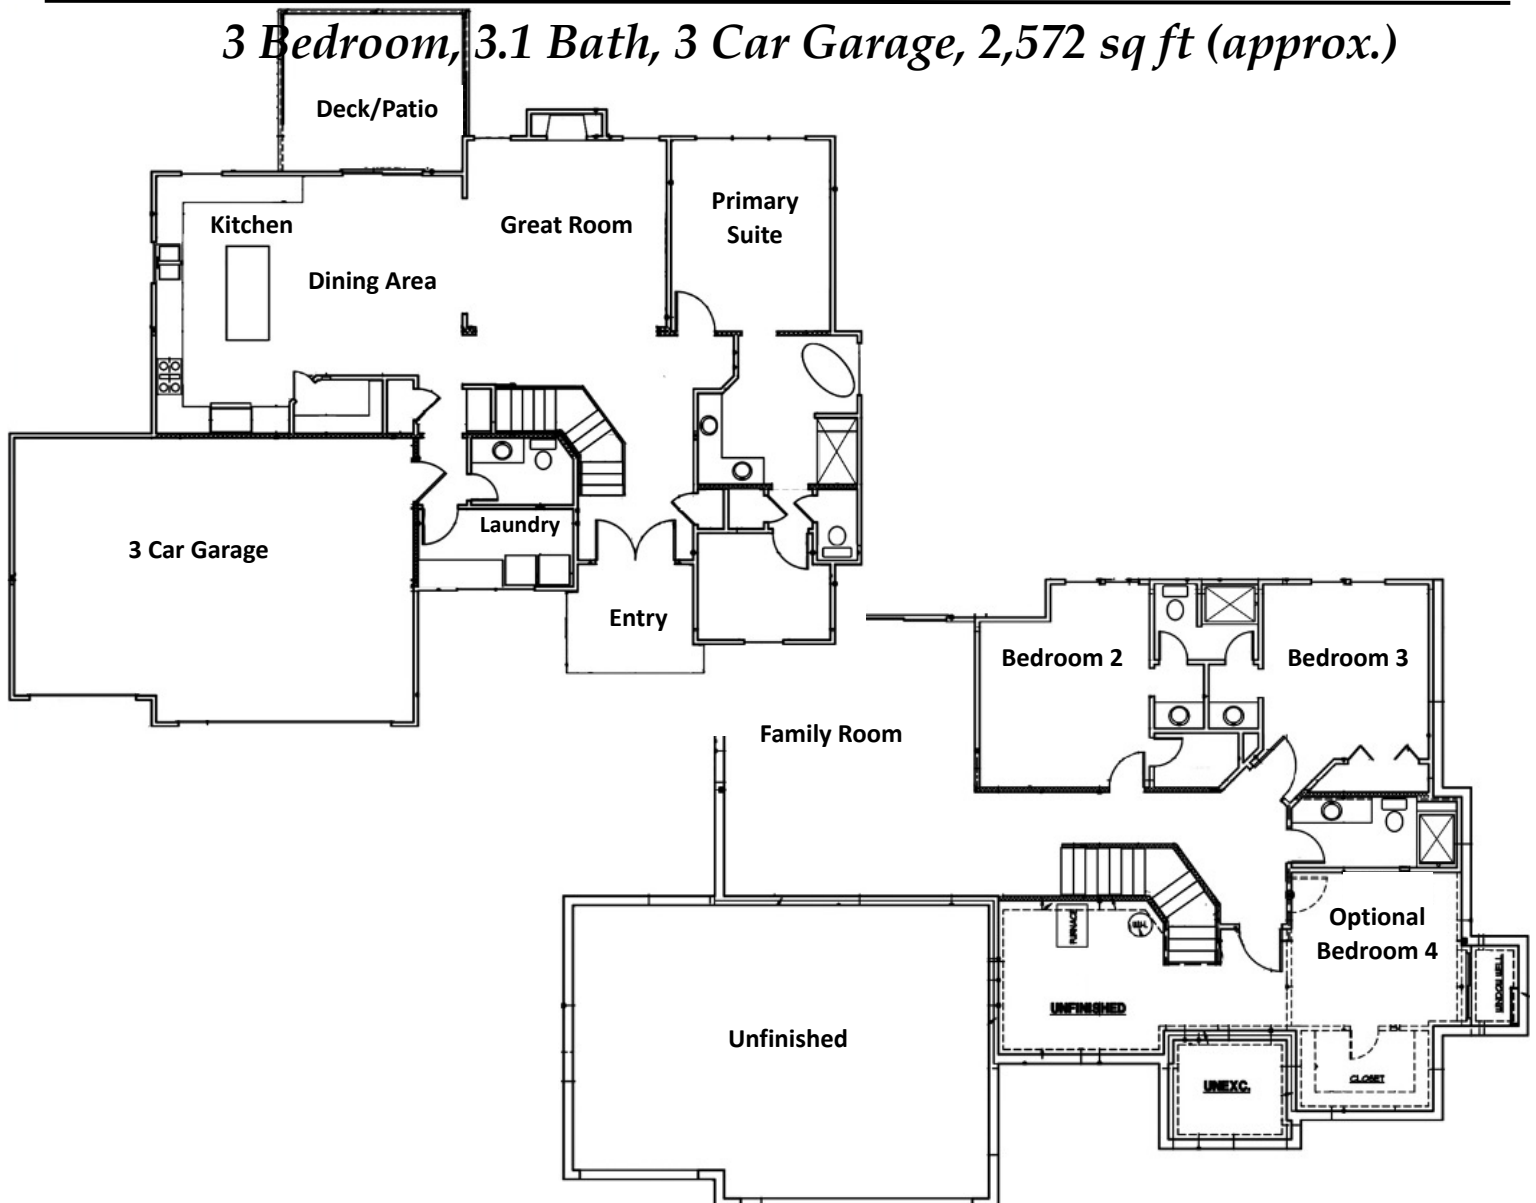 3 Bedroom, 3.1 Bath, 3 Car Garage, 2,572 sq ft (approx.)
Deck/Patio
Kitchen
Great Room
Primary
Suite
Dining Area
3 Car Garage
Laundry
Entry
Bedroom 2
Bedroom 3
Family Room
Optional
Bedroom 4
FURNACE
WINDOW WELL
UNFINISHED
Unfinished
UNEXC.
CLOSET